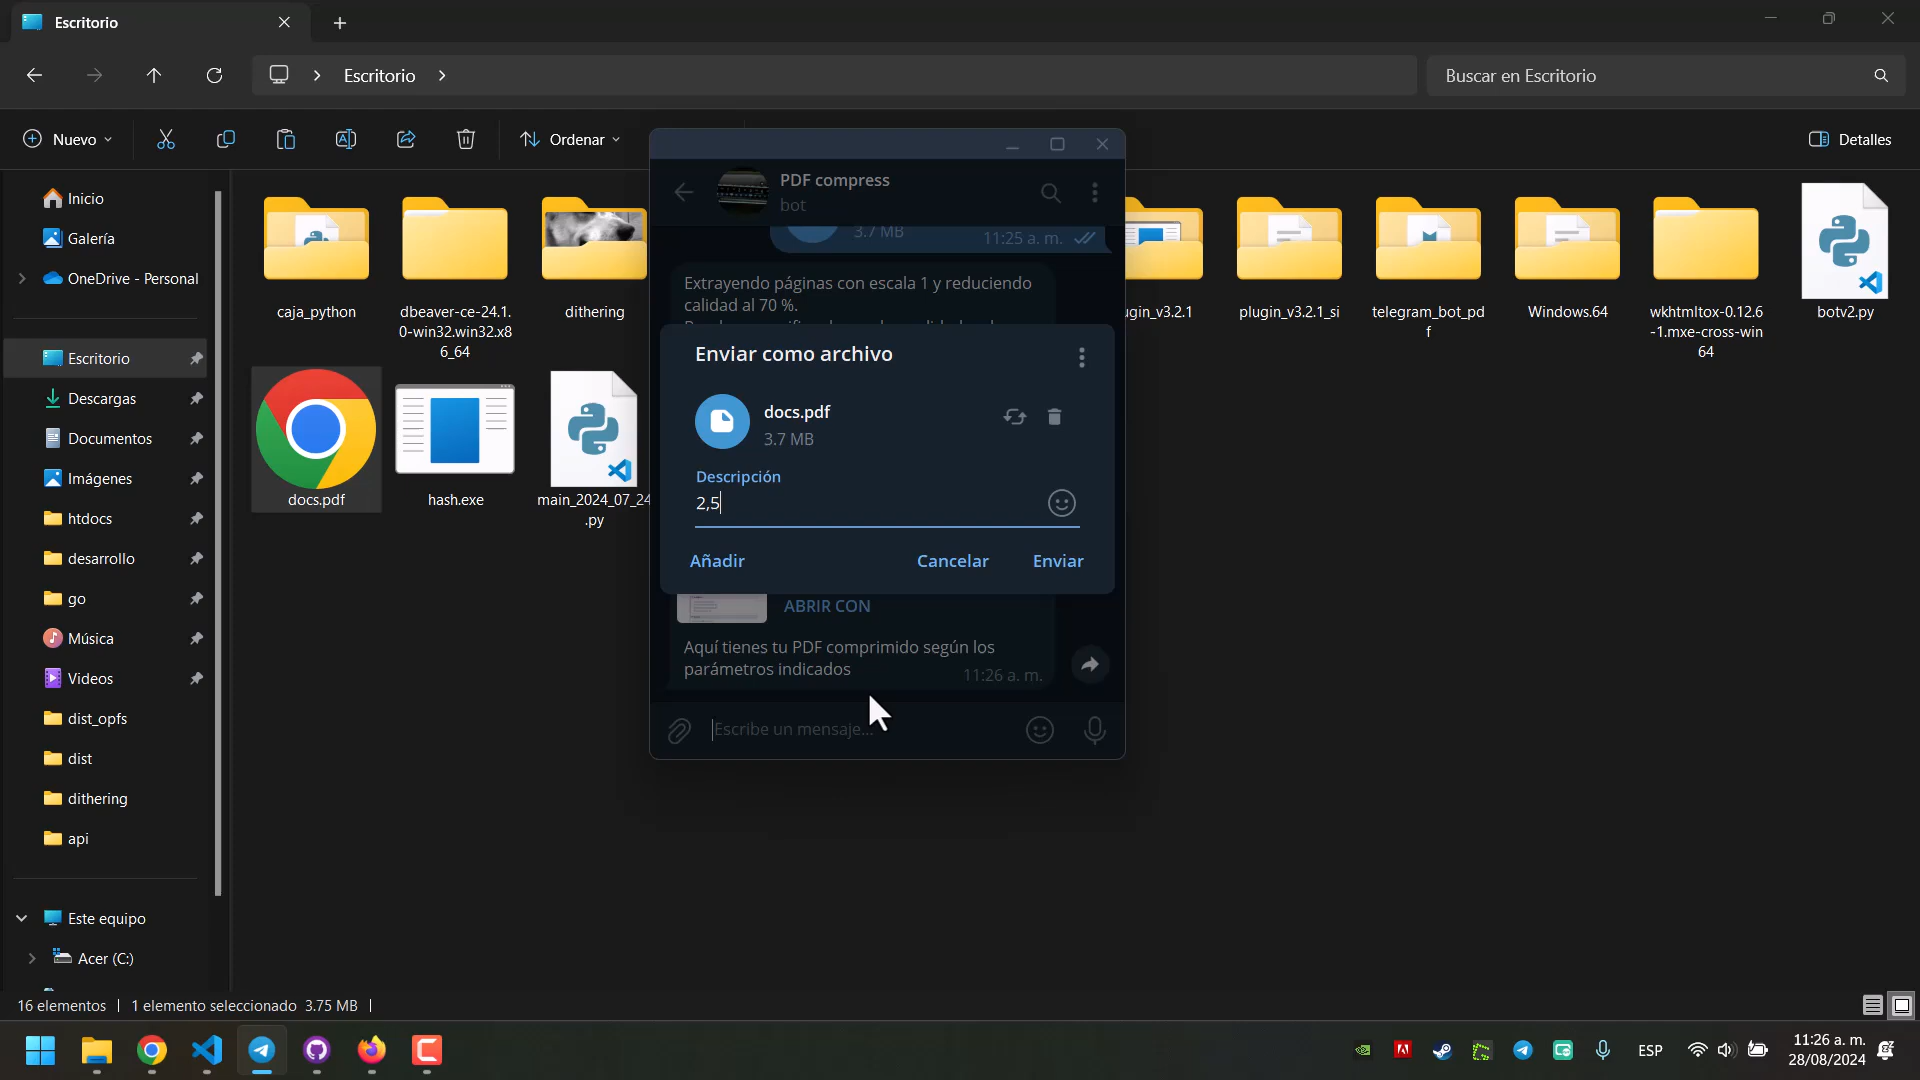 Escritorio
Escritorio
Buscar en Escritorio
Nuevo
Ordenar
Detalles
Inicio
Galería
OneDrive - Personal
Escritorio
Descargas
Documentos
Imágenes
htdocs
desarrollo
go
Música
Videos
dist_opfs
dist
dithering
api
Este equipo
Acer (C:)
caja_python
dbeaver-ce-24.1.
0-win32.win32.x8
6_64
dithering
ugin_v3.2.1
plugin_v3.2.1_si
telegram_bot_pd
f
Windows.64
wkhtmltox-0.12.6
-1.mxe-cross-win
64
botv2.py
docs.pdf
hash.exe
main_2024_07_24
.py
PDF compress
bot
3.7 MB
11:25 a. m.
Extrayendo páginas con escala 1 y reduciendo
calidad al 70 %.
Enviar como archivo
docs.pdf
3.7 MB
Descripción
2,5
Añadir
Cancelar
Enviar
ABRIR CON
Aquí tienes tu PDF comprimido según los
parámetros indicados
11:26 a. m.
Escribe un mensaje...
16 elementos
1 elemento seleccionado 3.75 MB
ESP
11:26 a. m.
28/08/2024